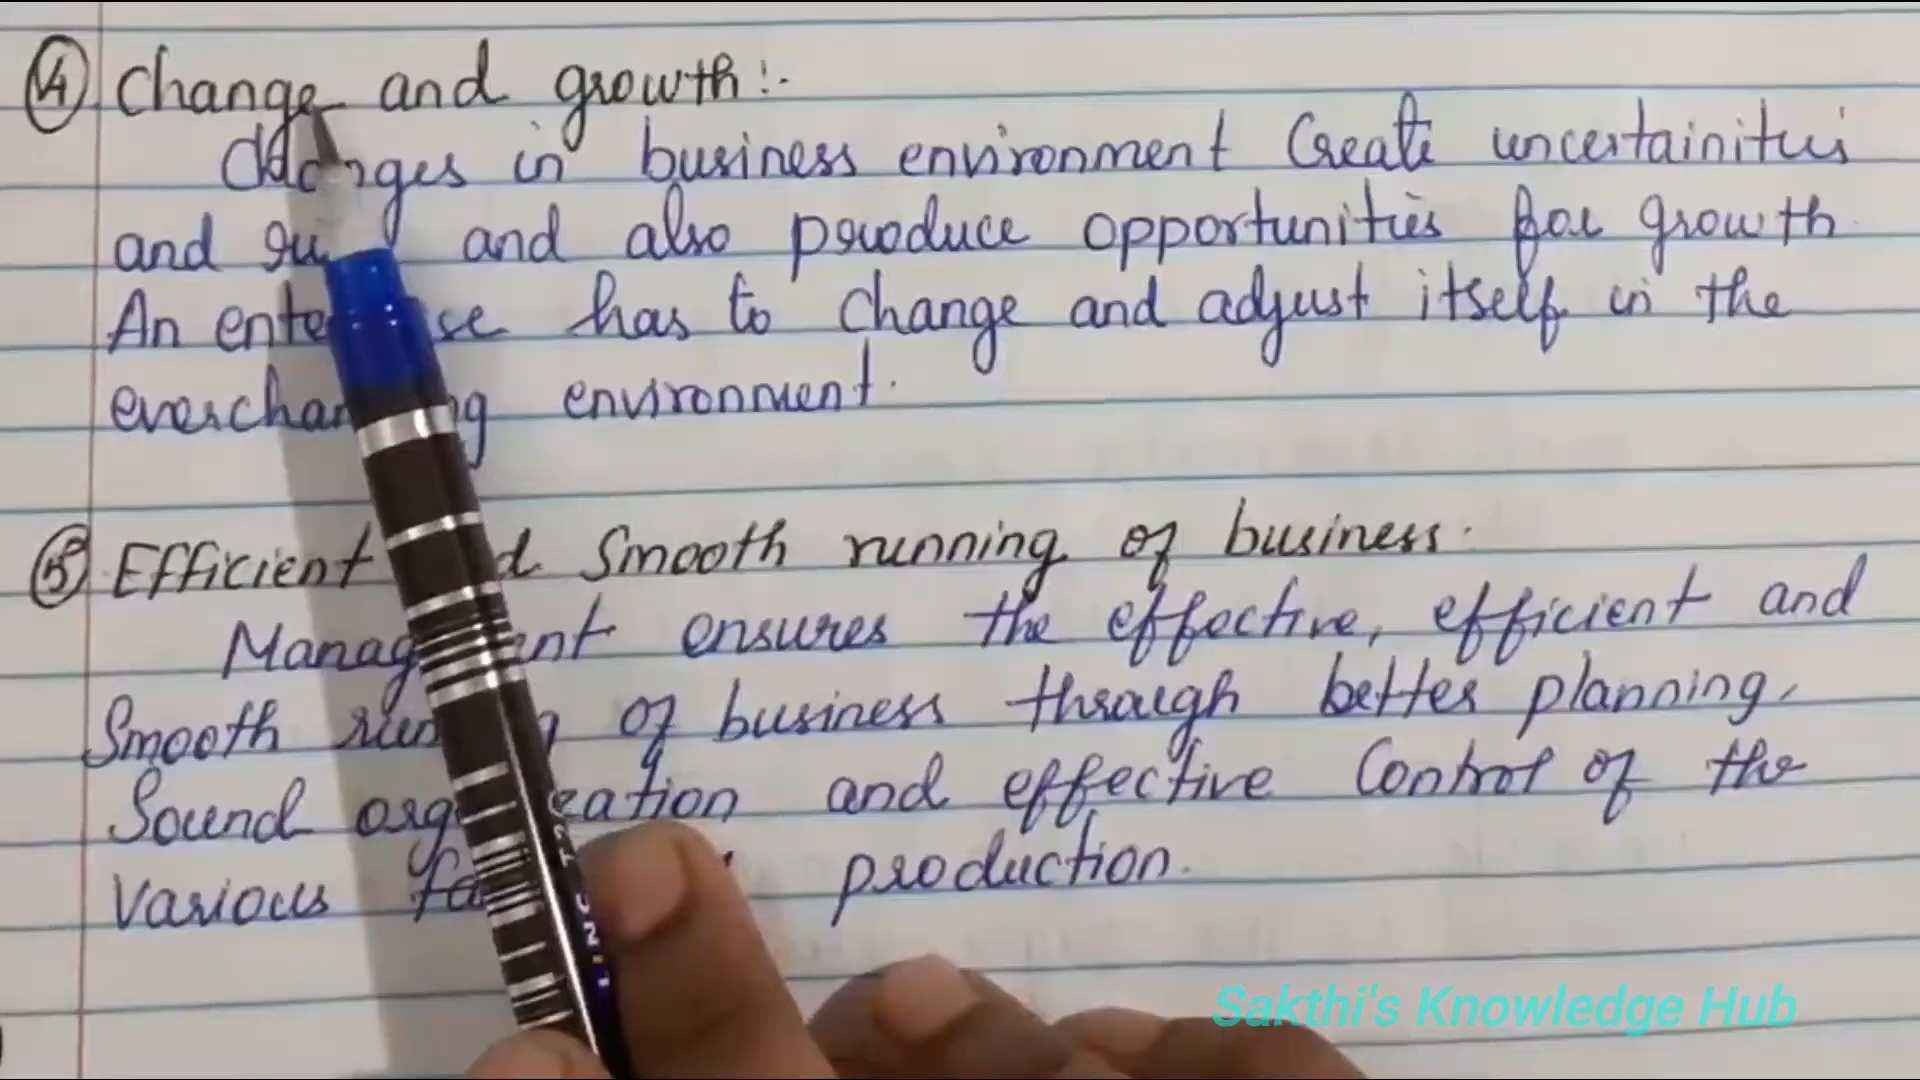 ④ Change and growth:-
Changes in business environment Create uncertainitis
and and also produce opportunities for growth.
An has to change and adjust itself in the
environment.
⑤ Efficient Smooth running of business.
ensures the effective, efficient and
Smooth of business through better planning,
Sound and effective Control of the
Various production.
LINC
Sakthi's Knowledge Hub